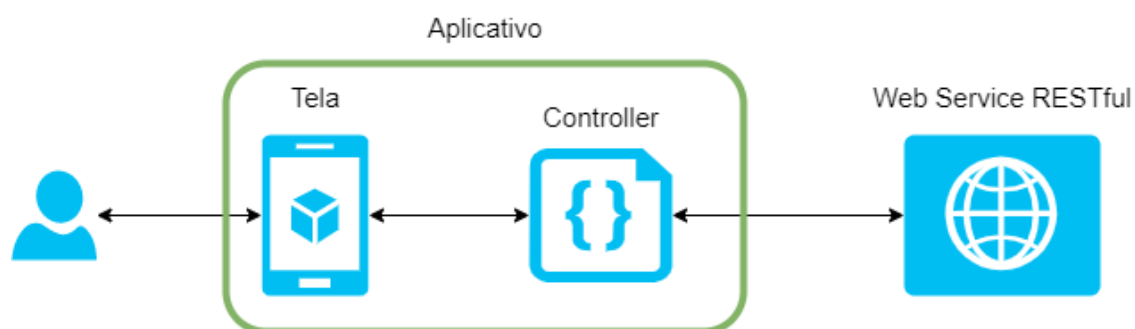 Aplicativo
Tela
Controller
Web Service RESTful
{}